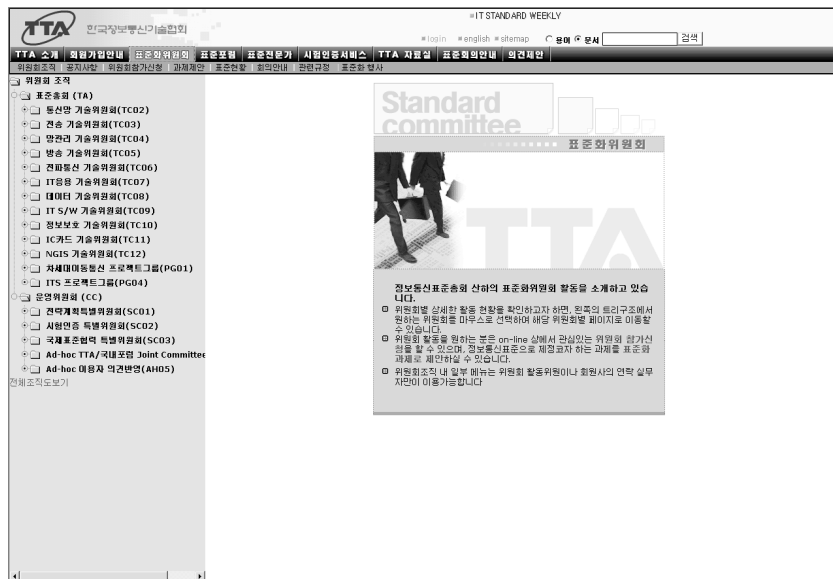 IT STANDARD WEEKLY
TTA 한국정보통신기술협회
login english sitemap 용어 문서 검색
TTA 소개 회원가입안내 표준화위원회 표준포럼 표준전문가 시험인증서비스 TTA 자료실 표준회의안내 의견제안
위원회조직 공지사항 위원회참가신청 과제제안 표준현황 회의안내 관련규정 표준화 행사
위원회 조직
표준총회 (TA)
통신망 기술위원회(TC02)
전송 기술위원회(TC03)
망관리 기술위원회(TC04)
방송 기술위원회(TC05)
전파통신 기술위원회(TC06)
IT응용 기술위원회(TC07)
데이터 기술위원회(TC08)
IT S/W 기술위원회(TC09)
정보보호 기술위원회(TC10)
IC카드 기술위원회(TC11)
NGIS 기술위원회(TC12)
차세대이동통신 프로젝트그룹(PG01)
ITS 프로젝트그룹(PG04)
운영위원회 (CC)
전략계획특별위원회(SC01)
시험인증 특별위원회(SC02)
국제표준협력 특별위원회(SC03)
Ad-hoc TTA/국내포럼 Joint Committee
Ad-hoc 이용자 의견반영(AH05)
전체조직도보기
Standard
committee
표준화위원회
TTA
정보통신표준총회 산하의 표준화위원회 활동을 소개하고 있습
니다.
위원회별 상세한 활동 현황을 확인하고자 하면, 왼쪽의 트리구조에서
원하는 위원회를 마우스로 선택하여 해당 위원회별 페이지로 이동할
수 있습니다.
위원회 활동을 원하는 분은 on-line 상에서 관심있는 위원회 참가신
청을 할 수 있으며, 정보통신표준으로 제정코자 하는 과제를 표준화
과제로 제안하실 수 있습니다.
위원회조직 내 일부 메뉴는 위원회 활동위원이나 회원사의 연락 실무
자만이 이용가능합니다